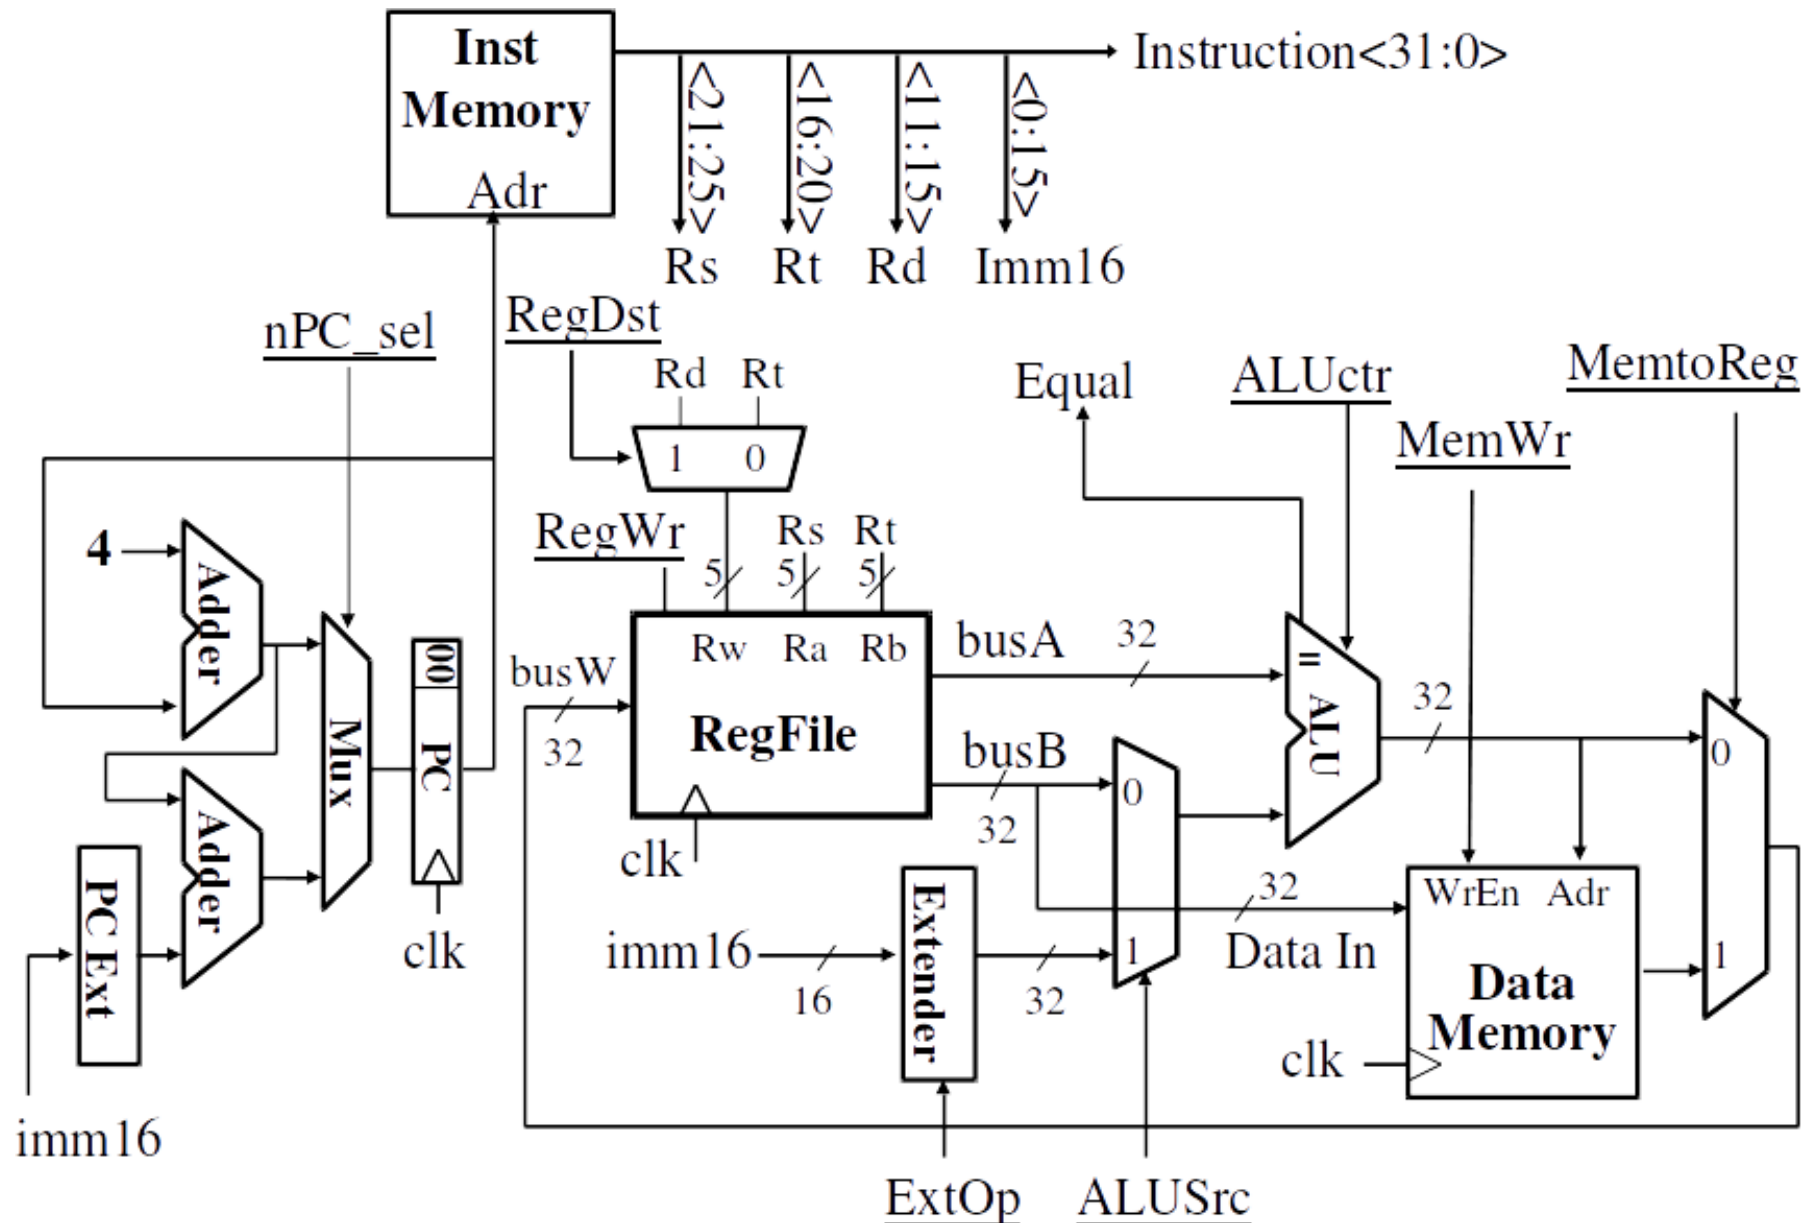 Inst
Memory
Adr
Instruction<31:0>
<21:25>
<16:20>
<11:15>
<0:15>
Rs
Rt
Rd
Imm16
nPC_sel
RegDst
Rd
Rt
1
0
Equal
ALUctr
MemtoReg
MemWr
RegWr
Rs
Rt
5
5
5
4
Adder
Mux
00
PC
Adder
PC Ext
imm16
clk
busW
32
Rw
Ra
Rb
RegFile
clk
busA
32
busB
32
0
1
=
ALU
32
0
1
imm16
16
Extender
32
32
Data In
WrEn
Adr
Data
Memory
clk
ExtOp
ALUSrc